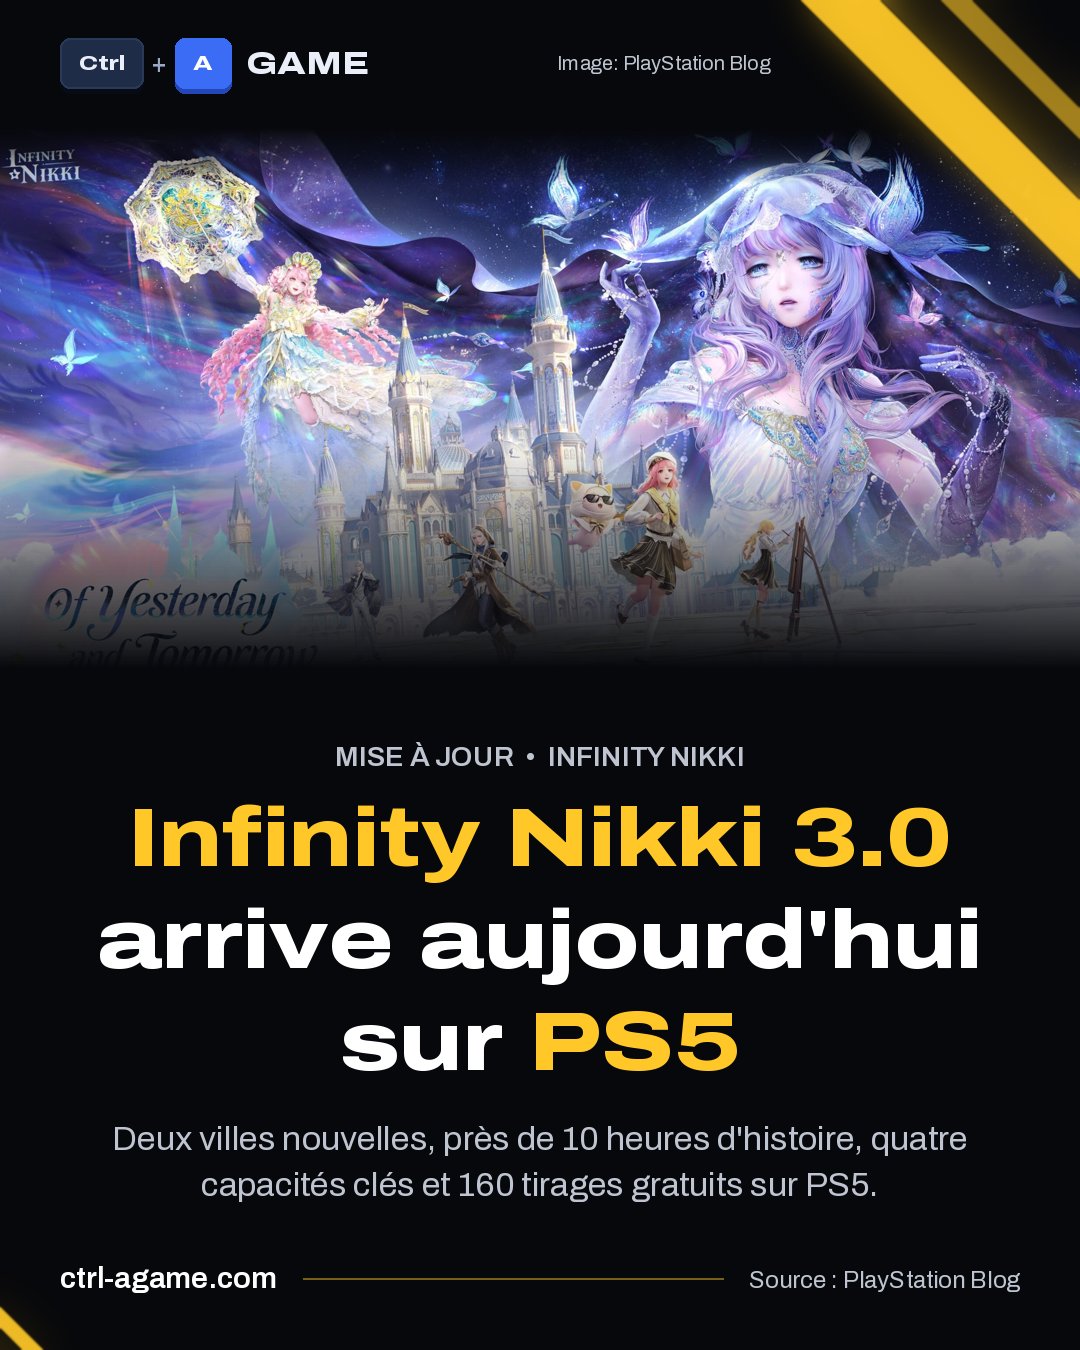 Ctrl + A GAME
Image: PlayStation Blog
INFINITY
NIKKI
Of Yesterday
and Tomorrow
MISE À JOUR • INFINITY NIKKI
Infinity Nikki 3.0
arrive aujourd'hui
sur PS5
Deux villes nouvelles, près de 10 heures d'histoire, quatre
capacités clés et 160 tirages gratuits sur PS5.
ctrl-agame.com
Source : PlayStation Blog